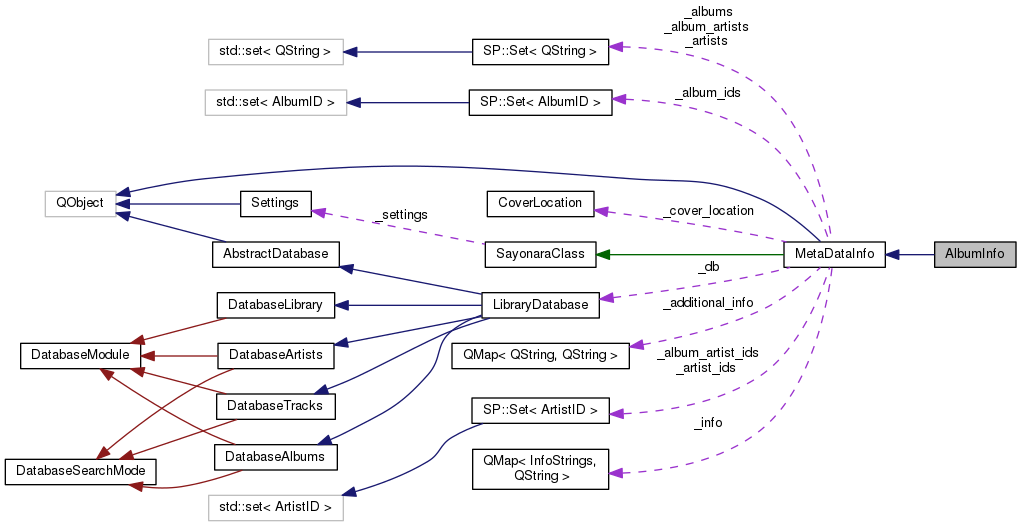 _albums
_album_artists
_artists
std::set< QString >
SP::Set< QString >
_album_ids
std::set< AlbumID >
SP::Set< AlbumID >
QObject
Settings
CoverLocation
_settings
_cover_location
AbstractDatabase
SayonaraClass
MetaDataInfo
AlbumInfo
_db
DatabaseLibrary
LibraryDatabase
_additional_info
DatabaseModule
DatabaseArtists
QMap< QString, QString >
_album_artist_ids
_artist_ids
DatabaseTracks
SP::Set< ArtistID >
_info
DatabaseAlbums
DatabaseSearchMode
QMap< InfoStrings,
QString >
std::set< ArtistID >